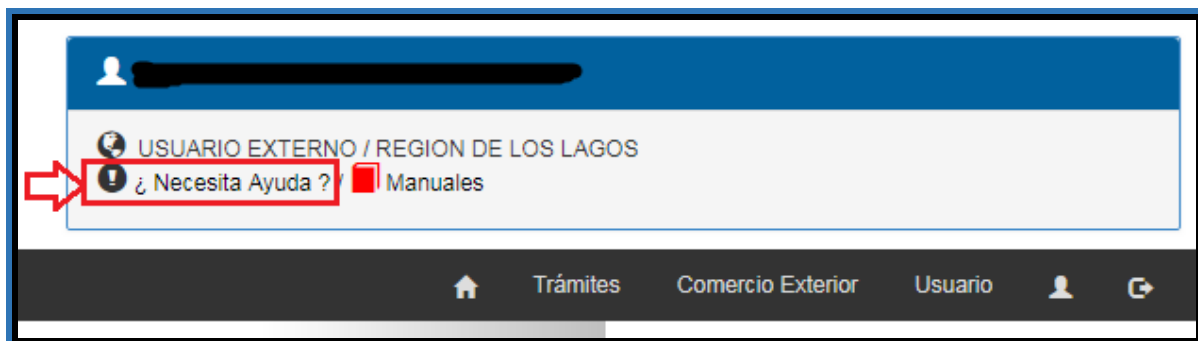 USUARIO EXTERNO / REGION DE LOS LAGOS
¿ Necesita Ayuda ? / Manuales
Trámites Comercio Exterior Usuario